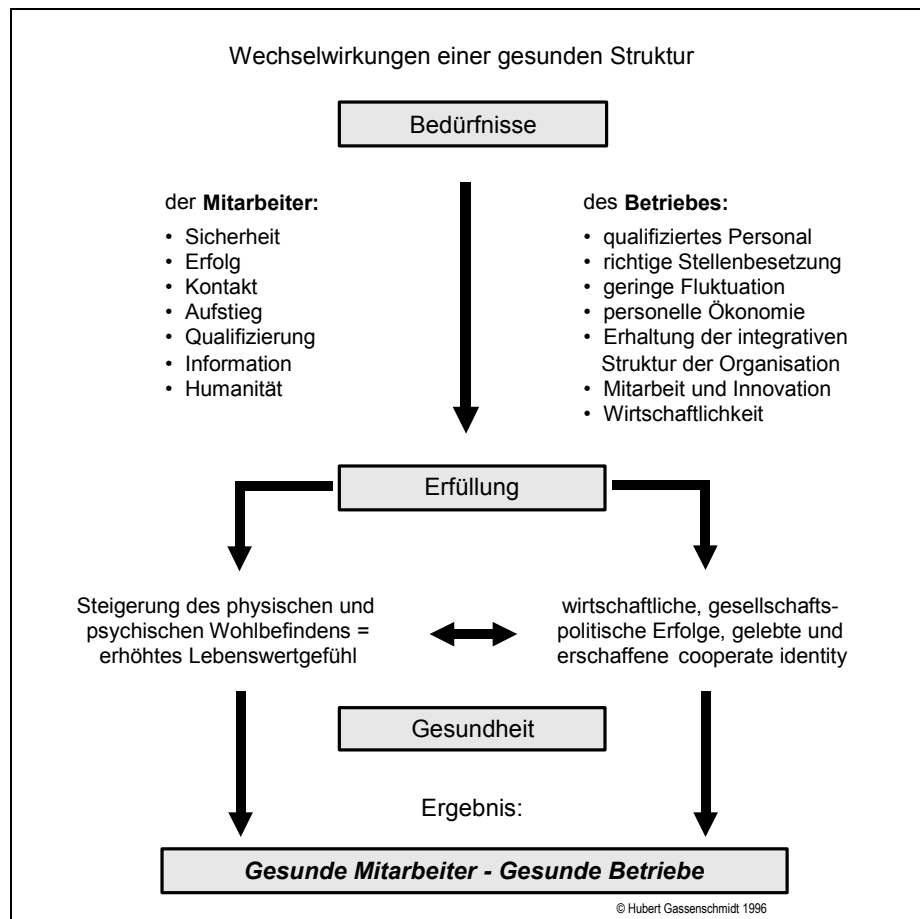 Wechselwirkungen einer gesunden Struktur
Bedürfnisse
der Mitarbeiter:
• Sicherheit
• Erfolg
• Kontakt
• Aufstieg
• Qualifizierung
• Information
• Humanität
des Betriebes:
• qualifiziertes Personal
• richtige Stellenbesetzung
• geringe Fluktuation
• personelle Ökonomie
• Erhaltung der integrativen
Struktur der Organisation
• Mitarbeit und Innovation
• Wirtschaftlichkeit
Erfüllung
Steigerung des physischen und
psychischen Wohlbefindens =
erhöhtes Lebenswertgefühl
wirtschaftliche, gesellschafts-
politische Erfolge, gelebte und
erschaffene cooperate identity
Gesundheit
Ergebnis:
Gesunde Mitarbeiter - Gesunde Betriebe
© Hubert Gassenschmidt 1996